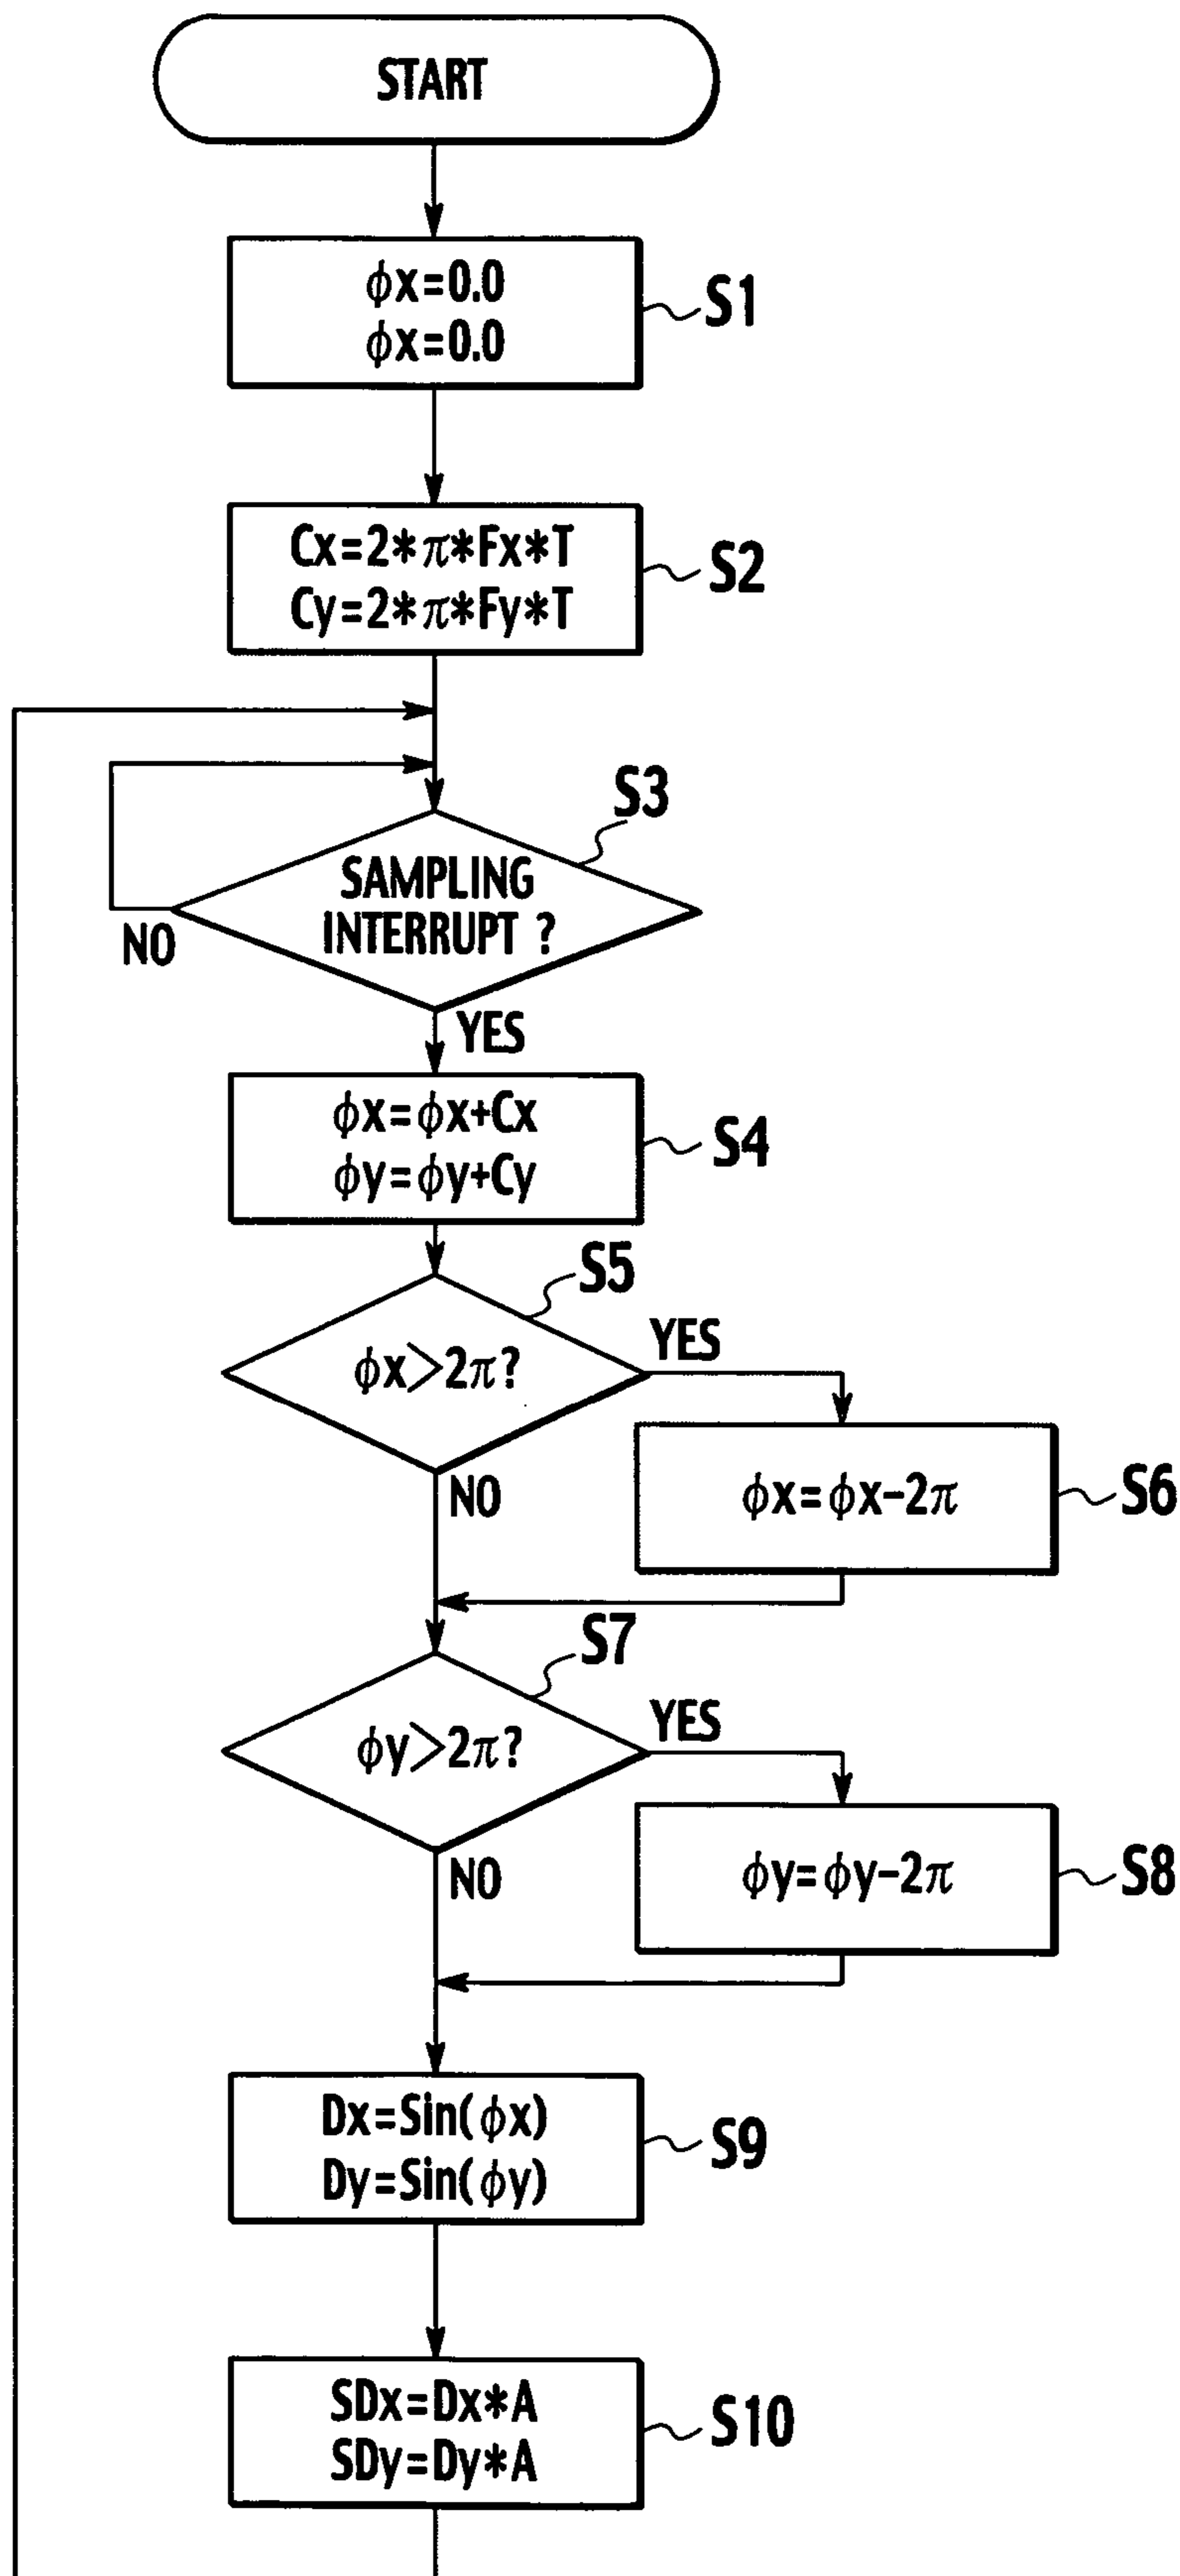 START
ϕx=0.0
ϕx=0.0
S1
Cx=2*π*Fx*T
Cy=2*π*Fy*T
S2
S3
SAMPLING
INTERRUPT ?
NO
YES
ϕx=ϕx+Cx
ϕy=ϕy+Cy
S4
S5
ϕx>2π?
YES
NO
ϕx=ϕx-2π
S6
S7
ϕy>2π?
YES
NO
ϕy=ϕy-2π
S8
Dx=Sin(ϕx)
Dy=Sin(ϕy)
S9
SDx=Dx*A
SDy=Dy*A
S10